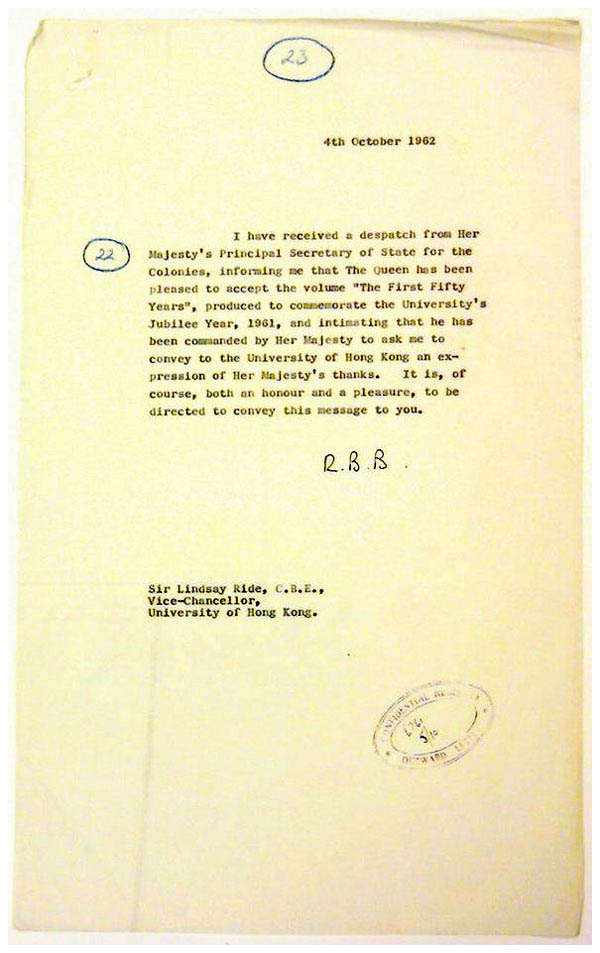 23
4th October 1962
I have received a despatch from Her
22
Majesty's Principal Secretary of State for the
Colonies, informing me that The Queen has been
pleased to accept the volume "The First Fifty
Years", produced to commemorate the University's
Jubilee Year, 1961, and intimating that he has
been commanded by Her Majesty to ask me to
convey to the University of Hong Kong an ex-
pression of Her Majesty's thanks. It is, of
course, both an honour and a pleasure, to be
directed to convey this message to you.
R.B.B.
Sir Lindsay Ride, C.B.E.,
Vice-Chancellor,
University of Hong Kong.
CONFIDENTIAL
5/10
OUTWARD